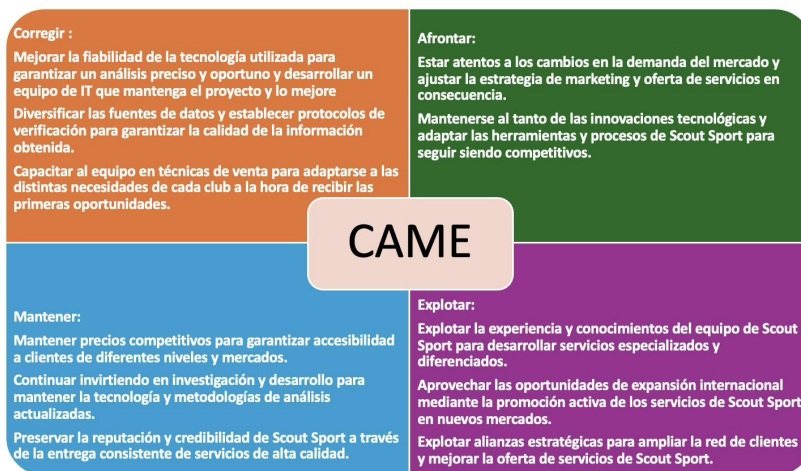 Corregir :
Mejorar la fiabilidad de la tecnología utilizada para
garantizar un análisis preciso y oportuno y desarrollar un
equipo de IT que mantenga el proyecto y lo mejore
Diversificar las fuentes de datos y establecer protocolos de
verificación para garantizar la calidad de la información
obtenida.
Capacitar al equipo en técnicas de venta para adaptarse a las
distintas necesidades de cada club a la hora de recibir las
primeras oportunidades.
Afrontar:
Estar atentos a los cambios en la demanda del mercado y
ajustar la estrategia de marketing y oferta de servicios en
consecuencia.
Mantenerse al tanto de las innovaciones tecnológicas y
adaptar las herramientas y procesos de Scout Sport para
seguir siendo competitivos.
CAME
Mantener:
Mantener precios competitivos para garantizar accesibilidad
a clientes de diferentes niveles y mercados.
Continuar invirtiendo en investigación y desarrollo para
mantener la tecnología y metodologías de análisis
actualizadas.
Preservar la reputación y credibilidad de Scout Sport a través
de la entrega consistente de servicios de alta calidad.
Explotar:
Explotar la experiencia y conocimientos del equipo de Scout
Sport para desarrollar servicios especializados y
diferenciados.
Aprovechar las oportunidades de expansión internacional
mediante la promoción activa de los servicios de Scout Sport
en nuevos mercados.
Explotar alianzas estratégicas para ampliar la red de clientes
y mejorar la oferta de servicios de Scout Sport.